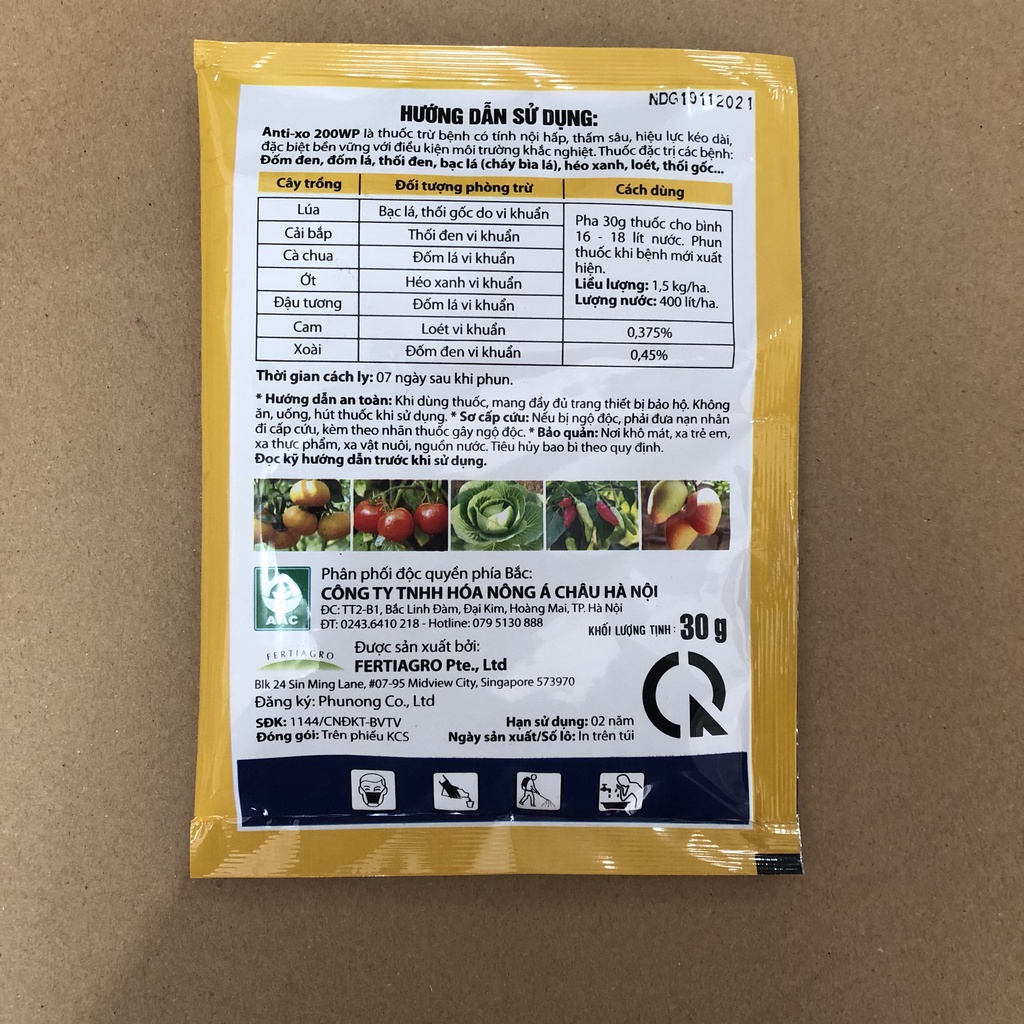 NDG19112021
HƯỚNG DẪN SỬ DỤNG:
Anti-xo 200WP là thuốc trừ bệnh có tính nội hấp, thấm sâu, hiệu lực kéo dài,
đặc biệt bền vững với điều kiện môi trường khắc nghiệt. Thuốc đặc trị các bệnh:
Đốm đen, đốm lá, thối đen, bạc lá (cháy bìa lá), héo xanh, loét, thối gốc...
Cây trồng Đối tượng phòng trừ Cách dùng
Lúa Bạc lá, thối gốc do vi khuẩn
Cải bắp Thối đen vi khuẩn
Cà chua Đốm lá vi khuẩn
Ớt Héo xanh vi khuẩn
Đậu tương Đốm lá vi khuẩn
Pha 30g thuốc cho bình
16 - 18 lít nước. Phun
thuốc khi bệnh mới xuất
hiện.
Liều lượng: 1,5 kg/ha.
Lượng nước: 400 lít/ha.
Cam Loét vi khuẩn 0,375%
Xoài Đốm đen vi khuẩn 0,45%
Thời gian cách ly: 07 ngày sau khi phun.
* Hướng dẫn an toàn: Khi dùng thuốc, mang đầy đủ trang thiết bị bảo hộ. Không
ăn, uống, hút thuốc khi sử dụng. * Sơ cấp cứu: Nếu bị ngộ độc, phải đưa nạn nhân
đi cấp cứu, kèm theo nhãn thuốc gây ngộ độc. * Bảo quản: Nơi khô mát, xa trẻ em,
xa thực phẩm, xa vật nuôi, nguồn nước. Tiêu hủy bao bì theo quy định.
Đọc kỹ hướng dẫn trước khi sử dụng.
Phân phối độc quyền phía Bắc:
CÔNG TY TNHH HÓA NÔNG Á CHÂU HÀ NỘI
ĐC: TT2-B1, Bắc Linh Đàm, Đại Kim, Hoàng Mai, TP. Hà Nội
ĐT: 0243.6410 218 - Hotline: 079 5130 888
AAC
KHỐI LƯỢNG TỊNH: 30 g
FERTIAGRO
Được sản xuất bởi:
FERTIAGRO Pte., Ltd
Blk 24 Sin Ming Lane, #07-95 Midview City, Singapore 573970
Đăng ký: Phunong Co., Ltd
SĐK: 1144/CNĐKT-BVTV Hạn sử dụng: 02 năm
Đóng gói: Trên phiếu KCS Ngày sản xuất/Số lô: In trên túi